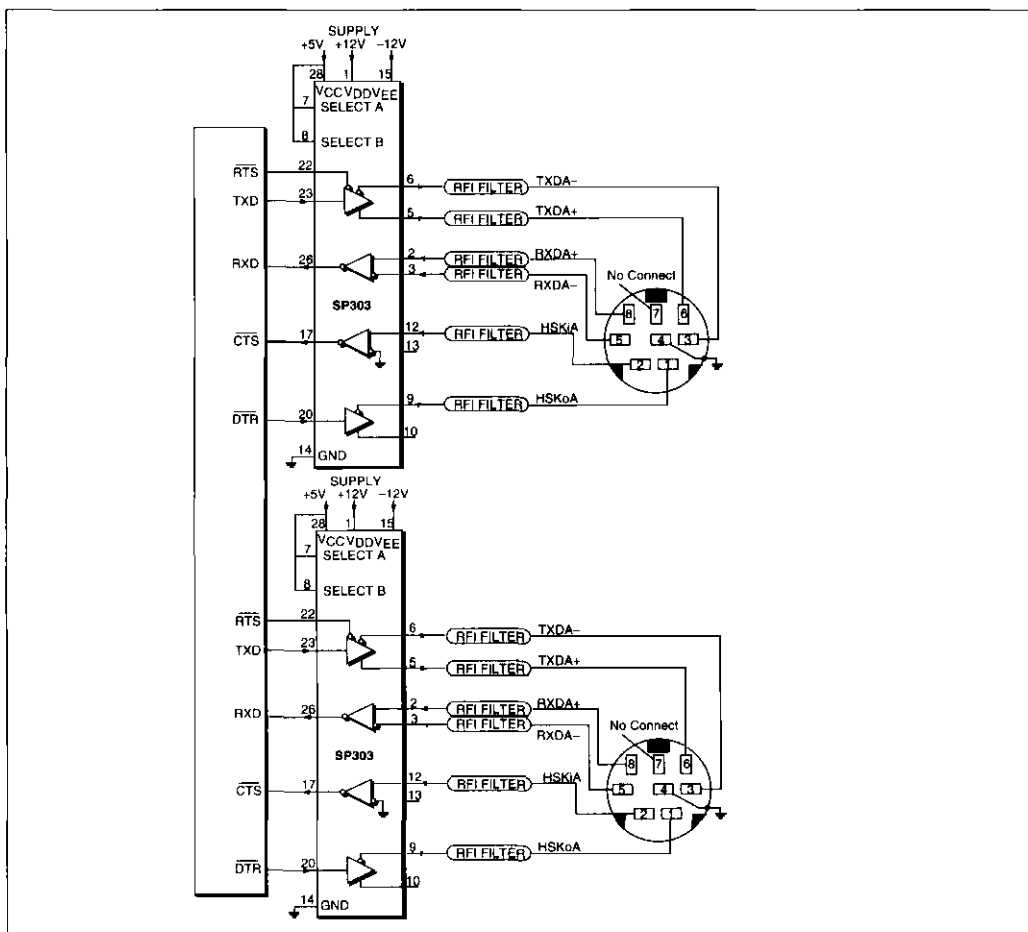 SUPPLY
+5V +12V -12V
28 1 15
VCC VDD VEE
7 SELECT A
8 SELECT B
RTS 22 6 RFI FILTER TXDA-
TXD 23 5 RFI FILTER TXDA+
RXD 26 2 RFI FILTER RXDA+
3 RFI FILTER RXDA-
No Connect
8 7 6
5 4 3
2 1
SP303
CTS 17 12 RFI FILTER HSKiA
13
DTR 20 9 RFI FILTER HSKoA
10
14 GND
SUPPLY
+5V +12V -12V
28 1 15
VCC VDD VEE
7 SELECT A
8 SELECT B
RTS 22 6 RFI FILTER TXDA-
TXD 23 5 RFI FILTER TXDA+
RXD 26 2 RFI FILTER RXDA+
3 RFI FILTER RXDA-
No Connect
8 7 6
5 4 3
2 1
SP303
CTS 17 12 RFI FILTER HSKiA
13
DTR 20 9 RFI FILTER HSKoA
10
14 GND